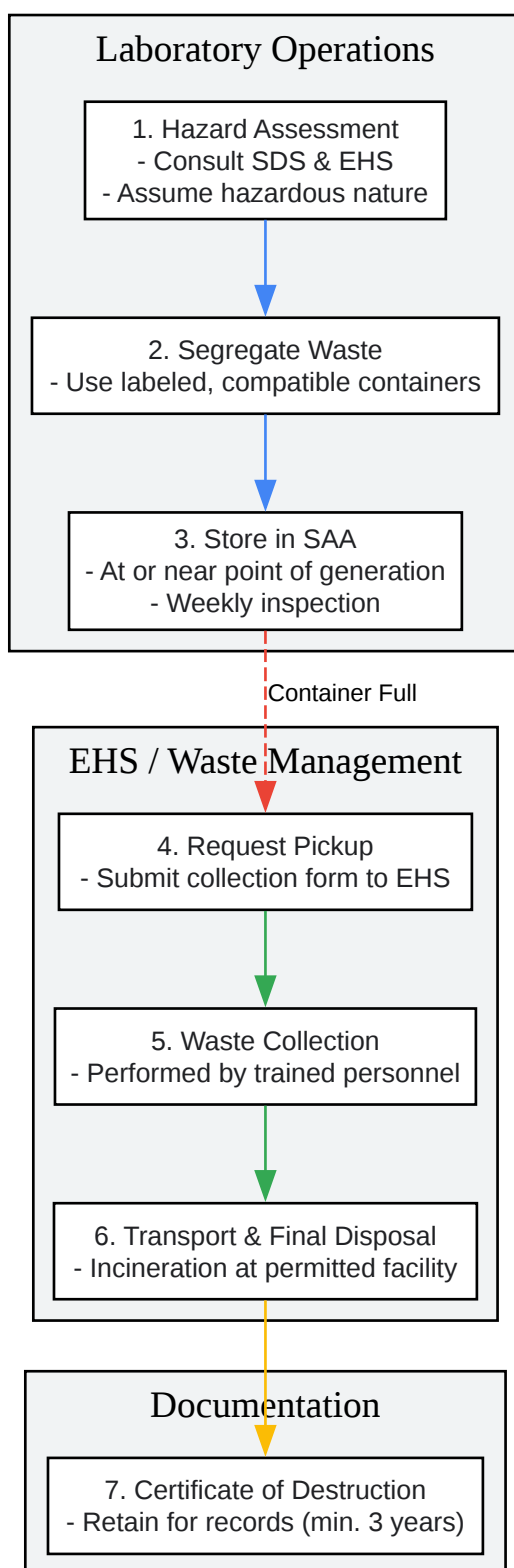 Laboratory Operations
1. Hazard Assessment
- Consult SDS & EHS
- Assume hazardous nature
2. Segregate Waste
- Use labeled, compatible containers
3. Store in SAA
- At or near point of generation
- Weekly inspection
Container Full
EHS / Waste Management
4. Request Pickup
- Submit collection form to EHS
5. Waste Collection
- Performed by trained personnel
6. Transport & Final Disposal
- Incineration at permitted facility
Documentation
7. Certificate of Destruction
- Retain for records (min. 3 years)